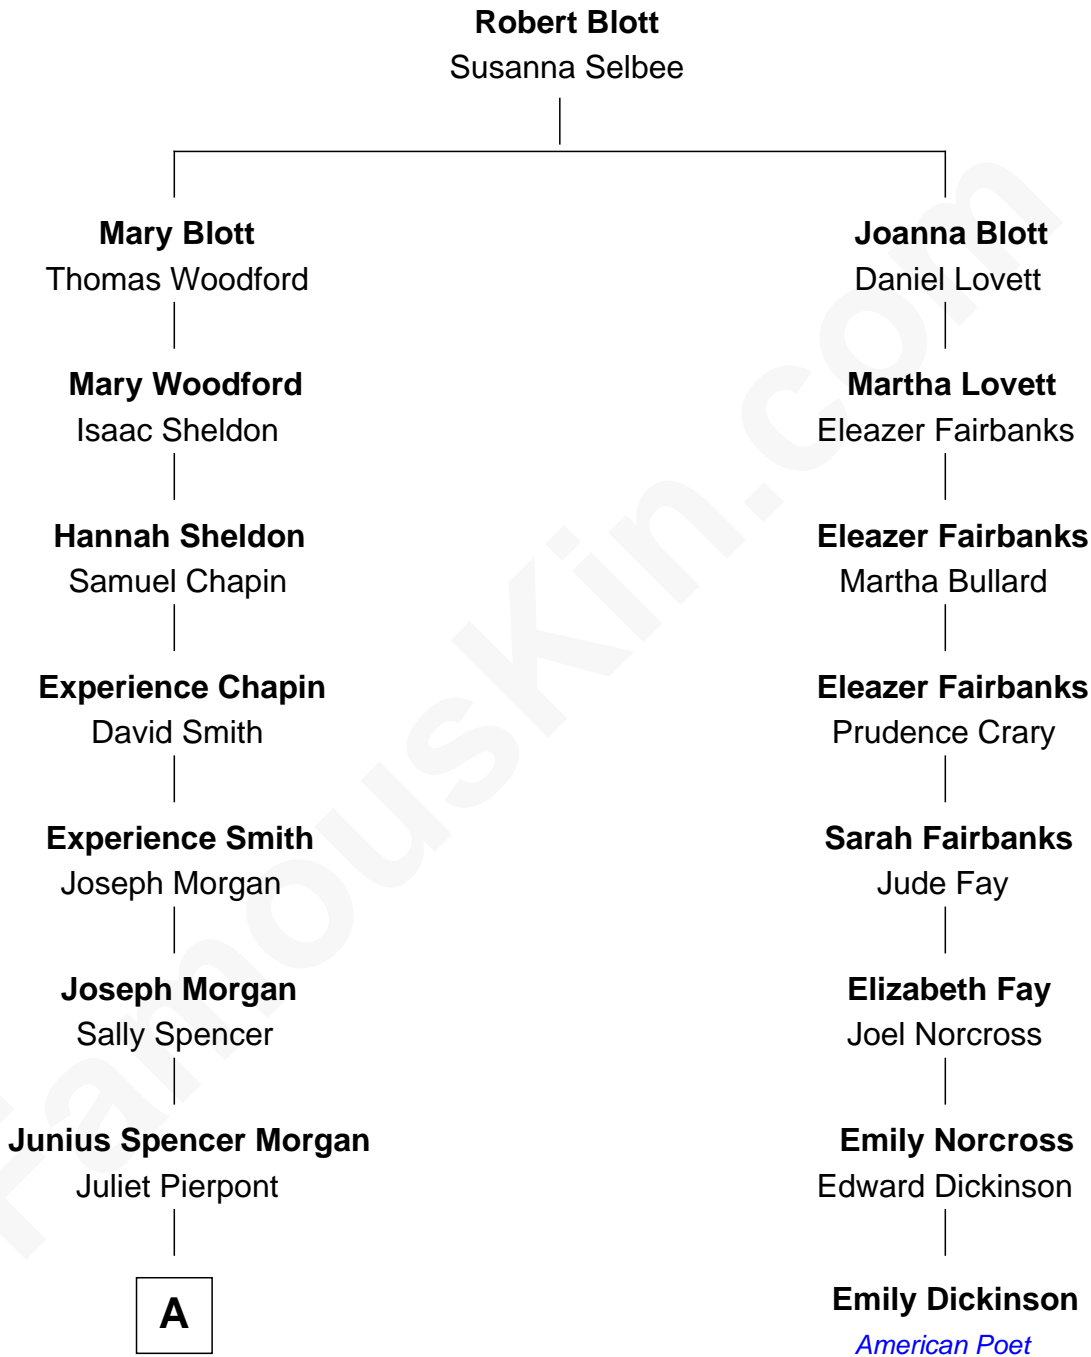 Robert Blott
Susanna Selbee
Mary Blott
Thomas Woodford
Joanna Blott
Daniel Lovett
Mary Woodford
Isaac Sheldon
Martha Lovett
Eleazer Fairbanks
Hannah Sheldon
Samuel Chapin
Eleazer Fairbanks
Martha Bullard
Experience Chapin
David Smith
Eleazer Fairbanks
Prudence Crary
Experience Smith
Joseph Morgan
Sarah Fairbanks
Jude Fay
Joseph Morgan
Sally Spencer
Elizabeth Fay
Joel Norcross
Junius Spencer Morgan
Juliet Pierpont
Emily Norcross
Edward Dickinson
A
Emily Dickinson
American Poet
FamousKin.com